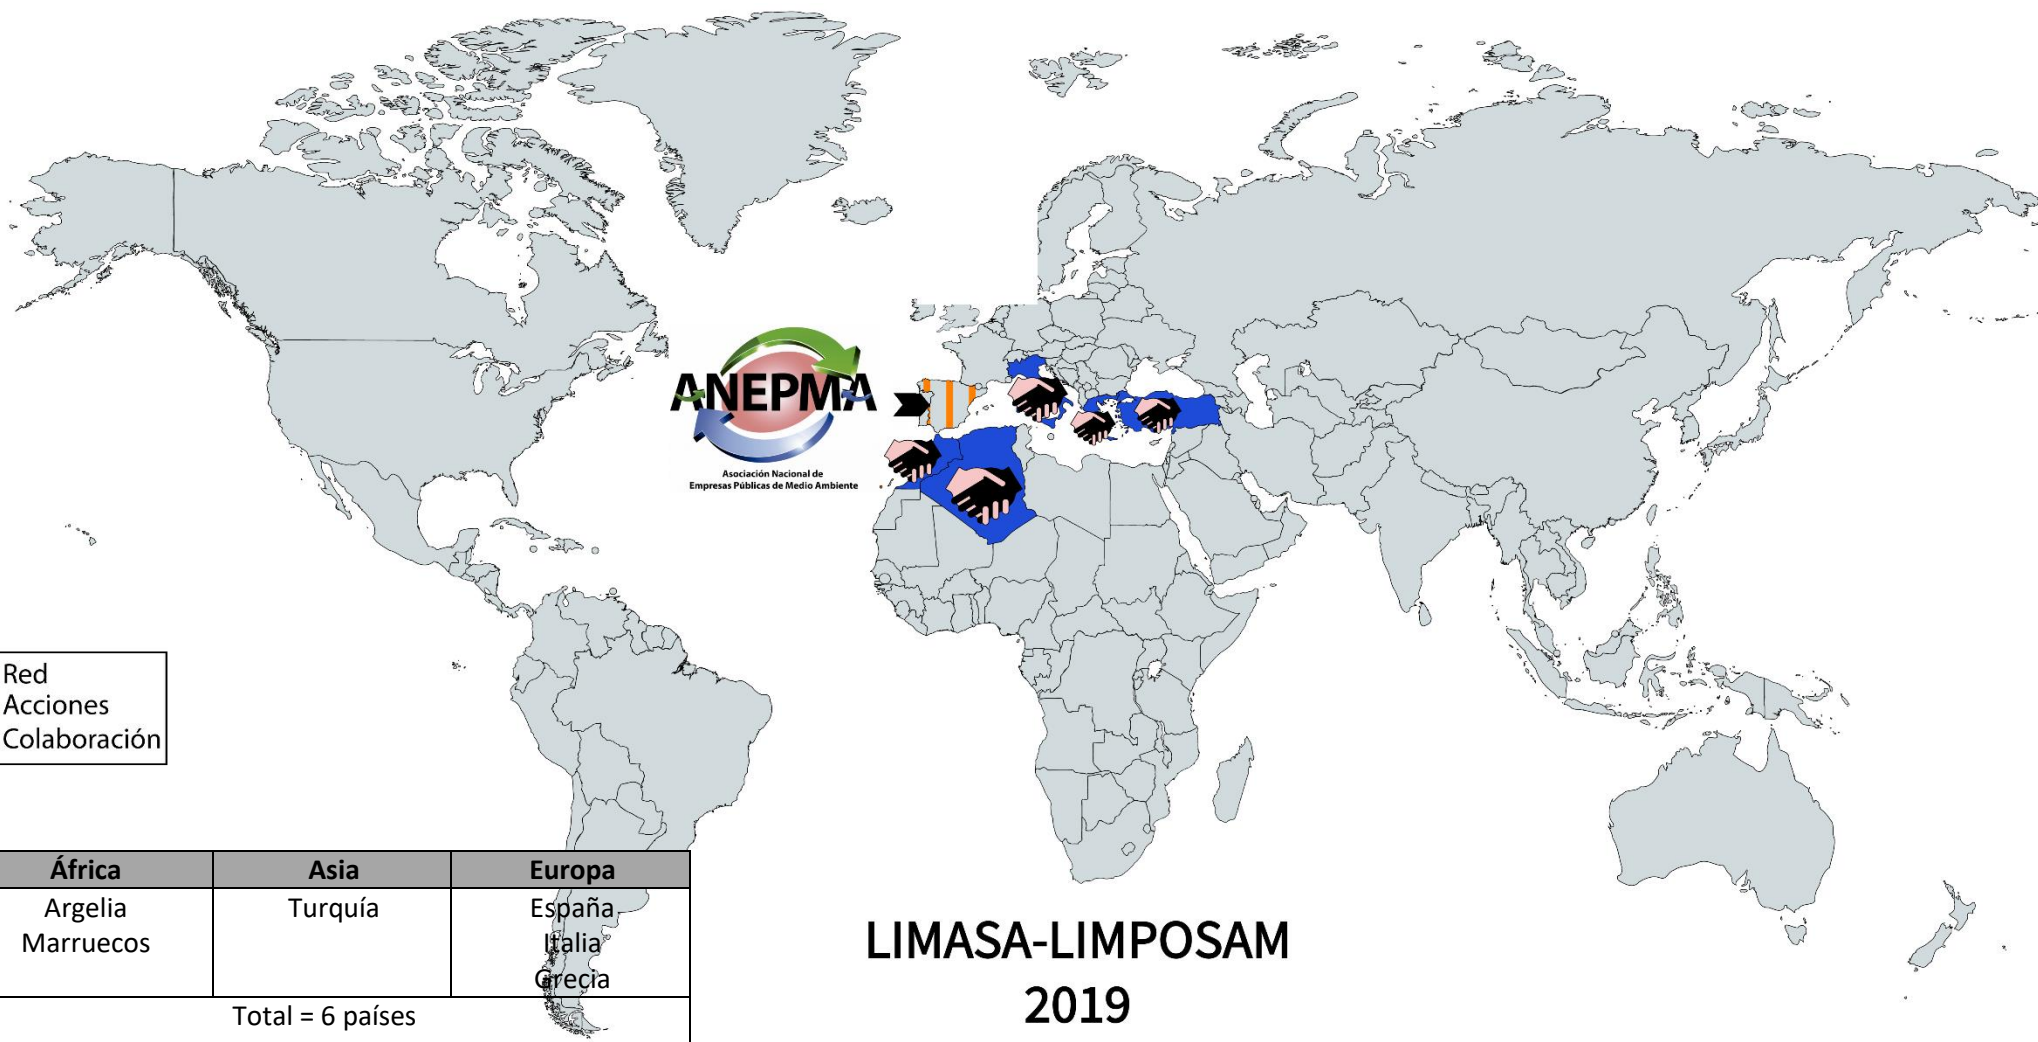 ANEPMA
Asociación Nacional de
Empresas Públicas de Medio Ambiente
Red
Acciones
Colaboración
África Asia Europa
Argelia Turquía España
Marruecos Italia
Grecia
Total = 6 países
LIMASA-LIMPOSAM
2019